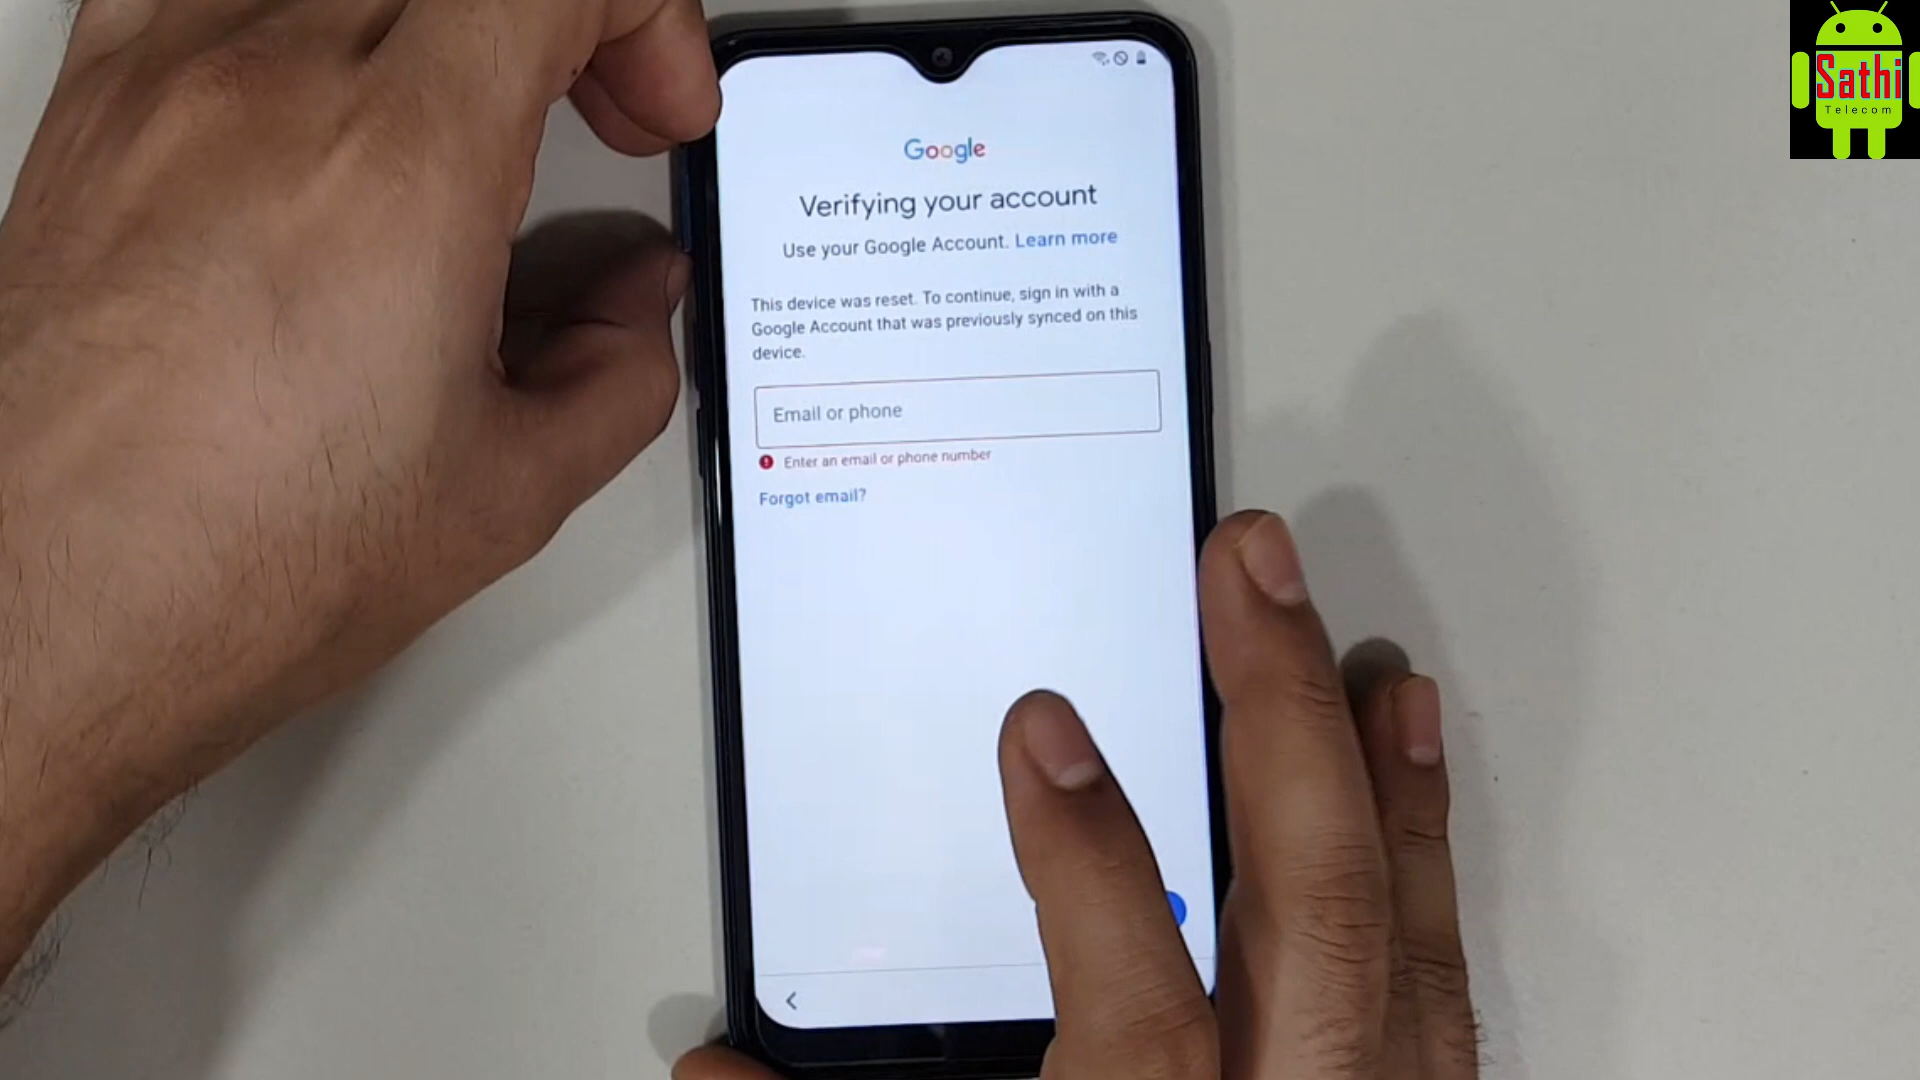 Sathi
Telecom
Google
Verifying your account
Use your Google Account. Learn more
This device was reset. To continue, sign in with a
Google Account that was previously synced on this
device.
Email or phone
Enter an email or phone number
Forgot email?